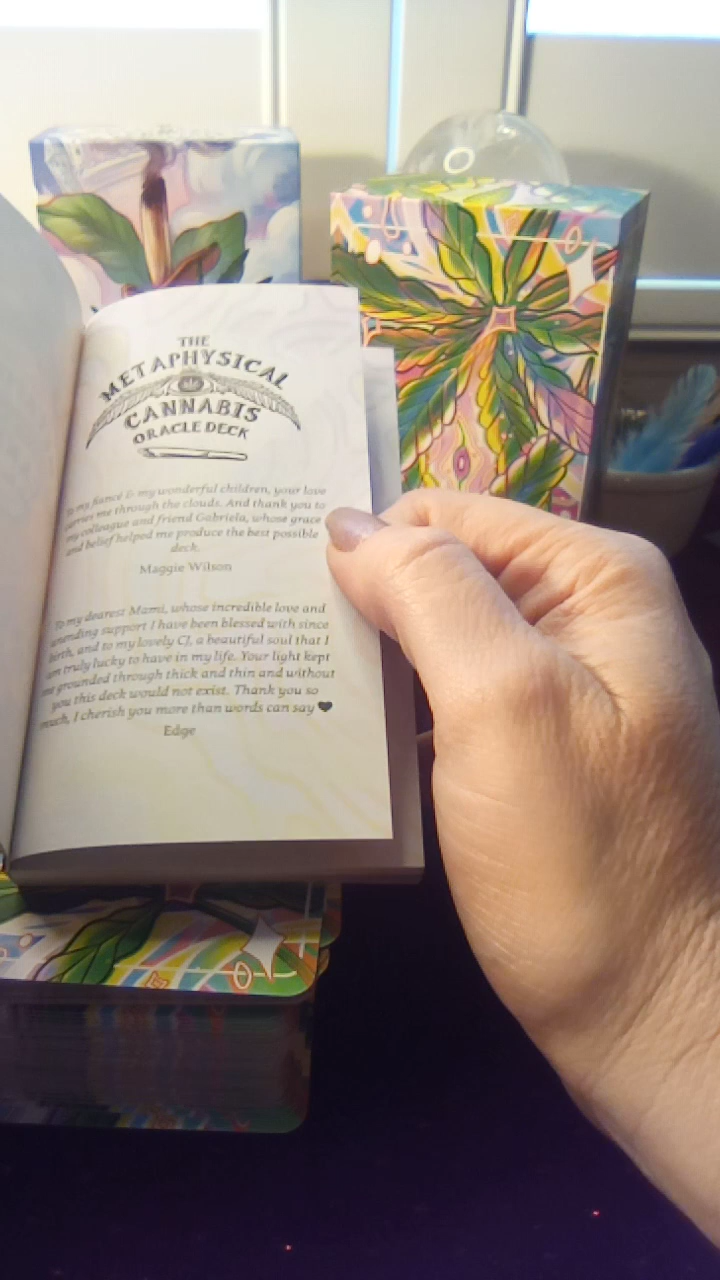 THE
METAPHYSICAL
CANNABIS
ORACLE DECK
To my fiancé & my wonderful children, your love
carries me through the clouds. And thank you to
my colleague and friend Gabriela, whose grace
and belief helped me produce the best possible
deck.
Maggie Wilson
To my dearest Mami, whose incredible love and
unending support I have been blessed with since
birth, and to my lovely CJ, a beautiful soul that I
am truly lucky to have in my life. Your light kept
me grounded through thick and thin and without
you this deck would not exist. Thank you so
much, I cherish you more than words can say ♥
Edge